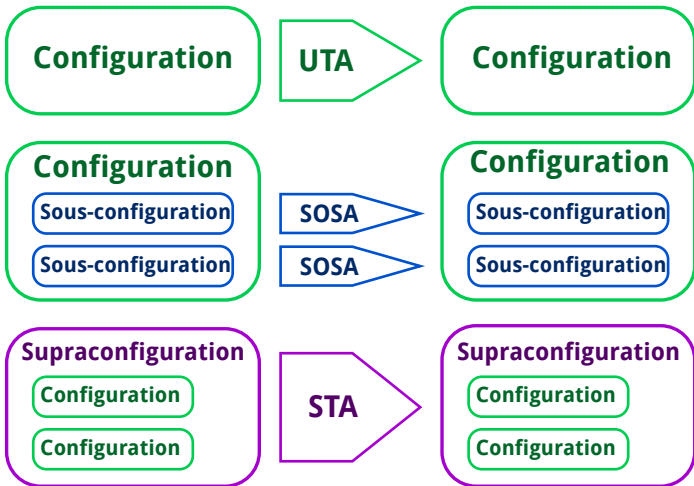 Configuration UTA Configuration
Configuration Configuration
Sous-configuration SOSA Sous-configuration
Sous-configuration SOSA Sous-configuration
Supraconfiguration Supraconfiguration
Configuration STA Configuration
Configuration Configuration